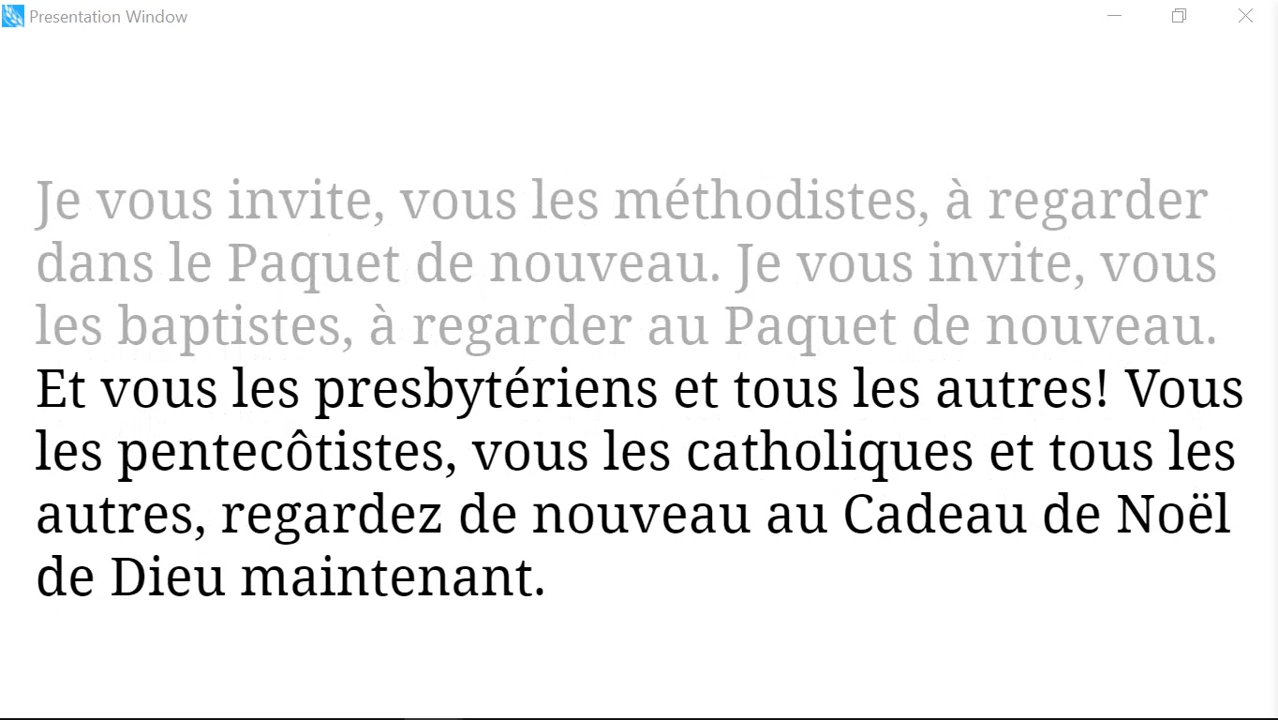 Presentation Window
Je vous invite, vous les méthodistes, à regarder
dans le Paquet de nouveau. Je vous invite, vous
les baptistes, à regarder au Paquet de nouveau.
Et vous les presbytériens et tous les autres! Vous
les pentecôtistes, vous les catholiques et tous les
autres, regardez de nouveau au Cadeau de Noël
de Dieu maintenant.